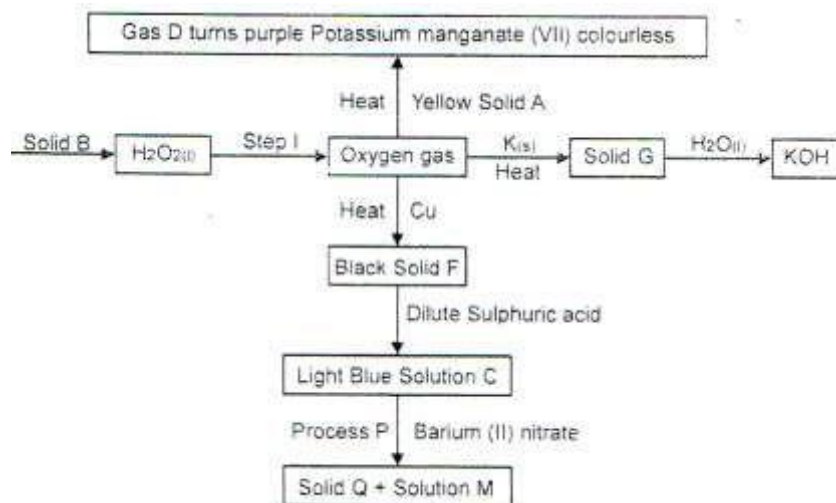 Gas D turns purple Potassium manganate (VII) colourless
Heat Yellow Solid A
Solid B H₂O₂(l) Step I Oxygen gas K(s) Heat Solid G H₂O(l) KOH
Heat Cu
Black Solid F
Dilute Sulphuric acid
Light Blue Solution C
Process P Barium (II) nitrate
Solid Q + Solution M